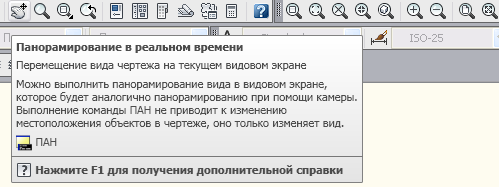 ISO-25
Панорамирование в реальном времени
Перемещение вида чертежа на текущем видовом экране
Можно выполнить панорамирование вида в видовом экране,
которое будет аналогично панорамированию при помощи камеры.
Выполнение команды ПАН не приводит к изменению
местоположения объектов в чертеже, оно только изменяет вид.
ПАН
Нажмите F1 для получения дополнительной справки